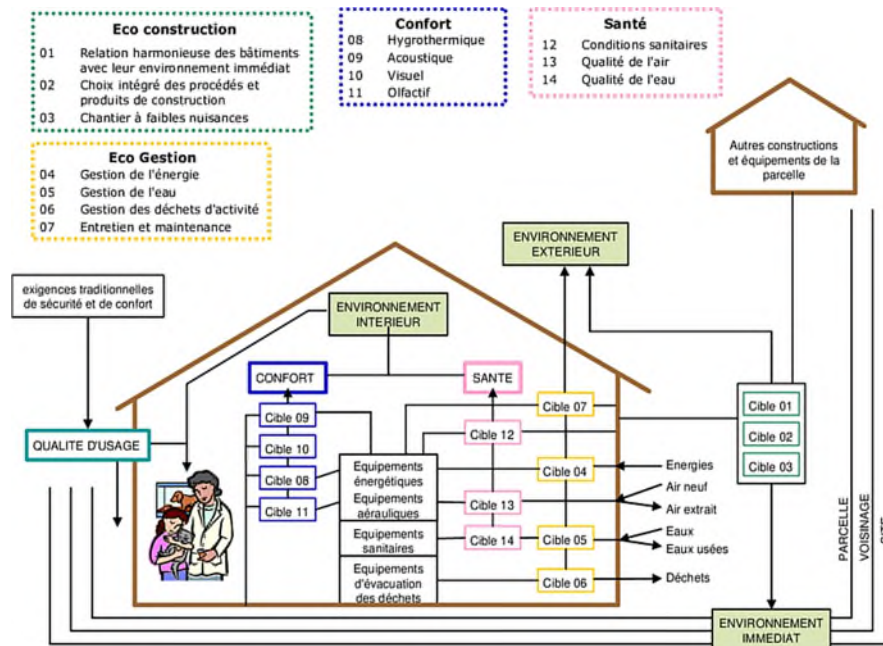 Eco construction
01 Relation harmonieuse des bâtiments
avec leur environnement immédiat
02 Choix intégré des procédés et
produits de construction
03 Chantier à faibles nuisances
Confort
08 Hygrothermique
09 Acoustique
10 Visuel
11 Olfactif
Santé
12 Conditions sanitaires
13 Qualité de l'air
14 Qualité de l'eau
Eco Gestion
04 Gestion de l'énergie
05 Gestion de l'eau
06 Gestion des déchets d'activité
07 Entretien et maintenance
Autres constructions
et équipements de la
parcelle
ENVIRONNEMENT
EXTERIEUR
exigences traditionnelles
de sécurité et de confort
ENVIRONNEMENT
INTERIEUR
CONFORT
SANTE
QUALITE D'USAGE
Cible 09
Cible 10
Cible 08
Cible 11
Equipements
énergétiques
Equipements
aérauliques
Equipements
sanitaires
Equipements
d'évacuation
des déchets
Cible 12
Cible 13
Cible 14
Cible 07
Cible 04
Cible 05
Cible 06
Energies
Air neuf
Air extrait
Eaux
Eaux usées
Déchets
Cible 01
Cible 02
Cible 03
PARCELLE
VOISINAGE
SITE
ENVIRONNEMENT
IMMEDIAT